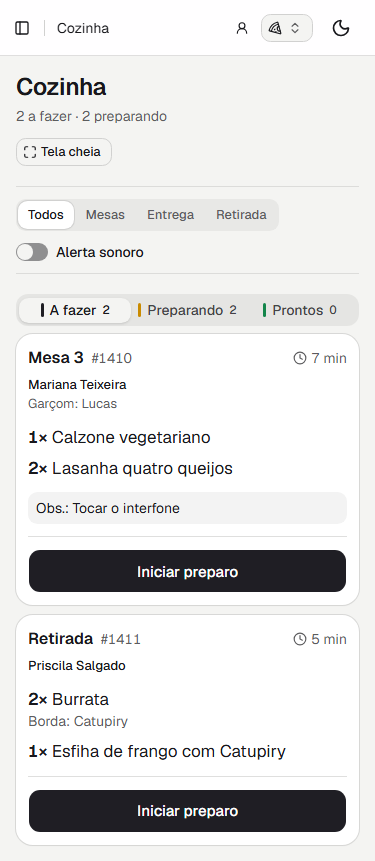 Cozinha
Cozinha
2 a fazer · 2 preparando
Tela cheia
Todos Mesas Entrega Retirada
Alerta sonoro
A fazer 2 Preparando 2 Prontos 0
Mesa 3 #1410 7 min
Mariana Teixeira
Garçom: Lucas
1× Calzone vegetariano
2× Lasanha quatro queijos
Obs.: Tocar o interfone
Iniciar preparo
Retirada #1411 5 min
Priscila Salgado
2× Burrata
Borda: Catupiry
1× Esfiha de frango com Catupiry
Iniciar preparo